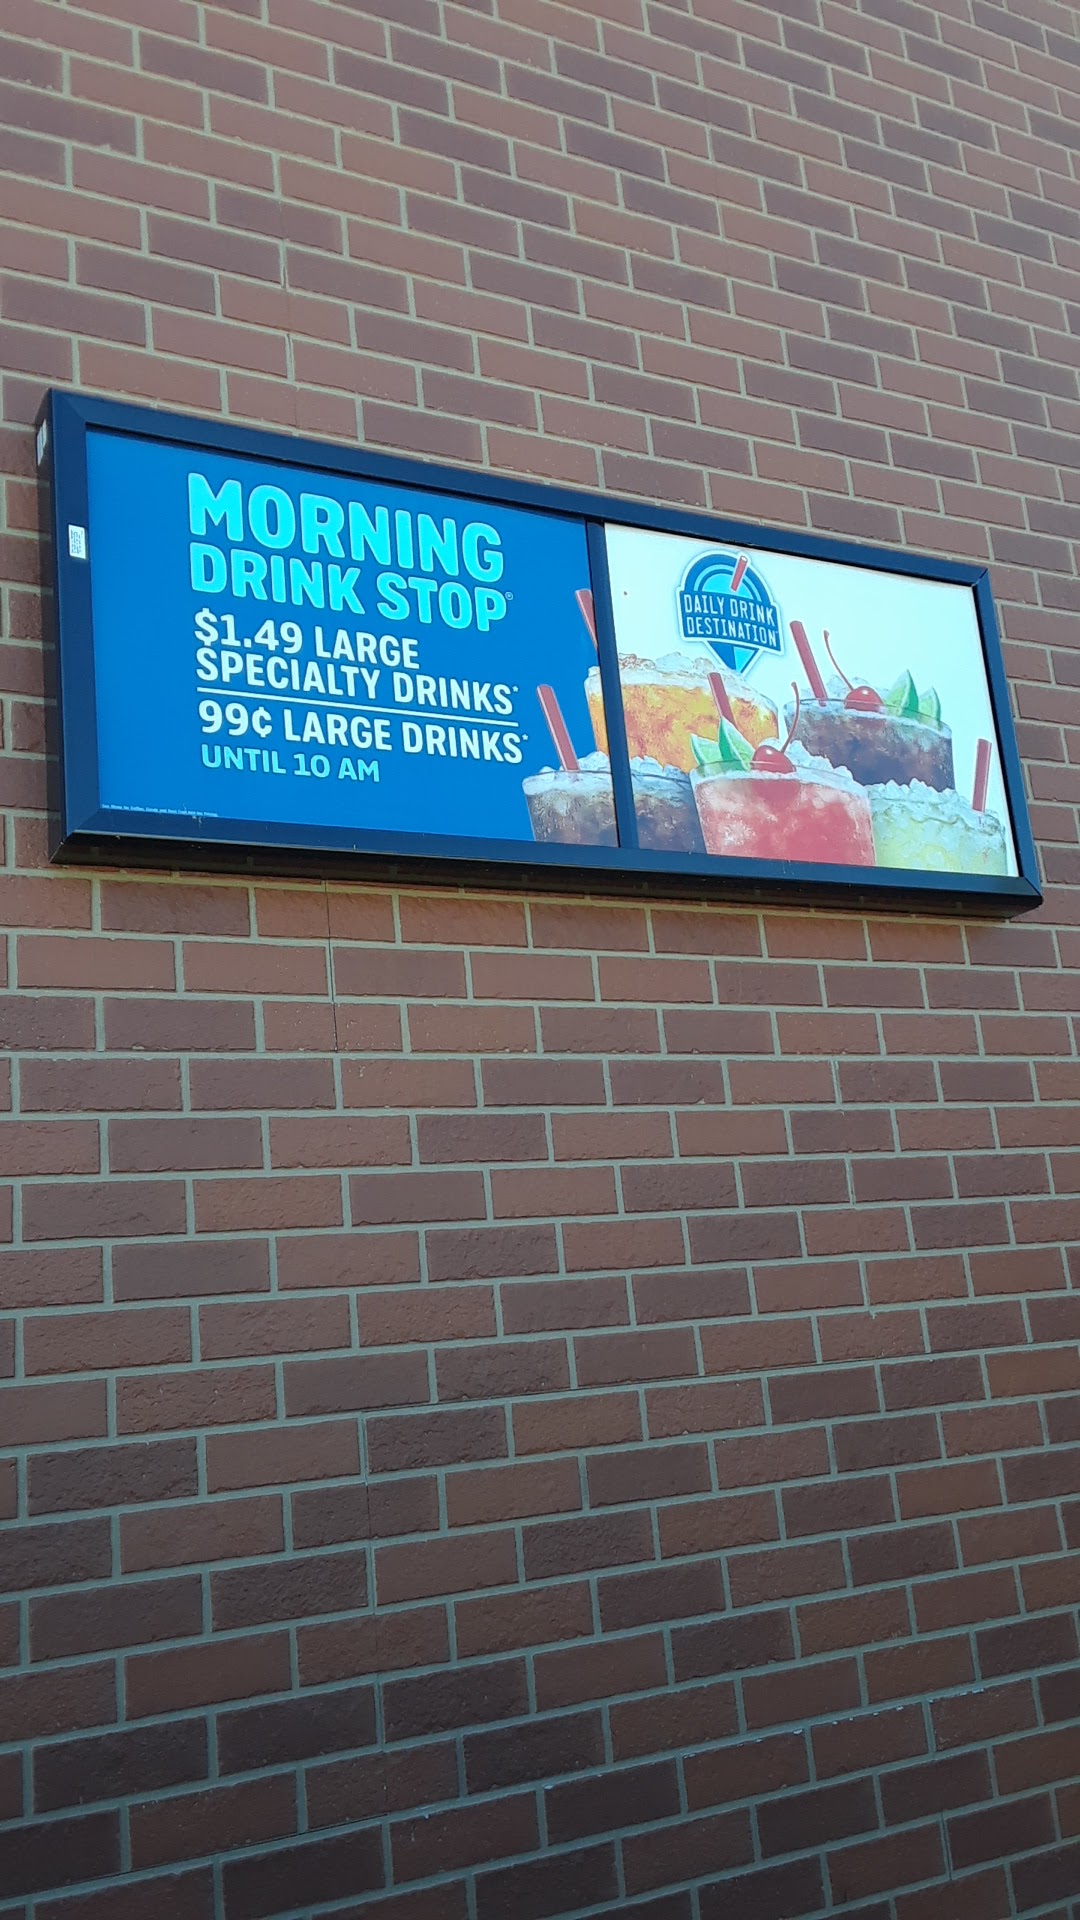 MORNING
DRINK STOP®
$1.49 LARGE
SPECIALTY DRINKS*
99¢ LARGE DRINKS*
UNTIL 10 AM
DAILY DRINK
DESTINATION